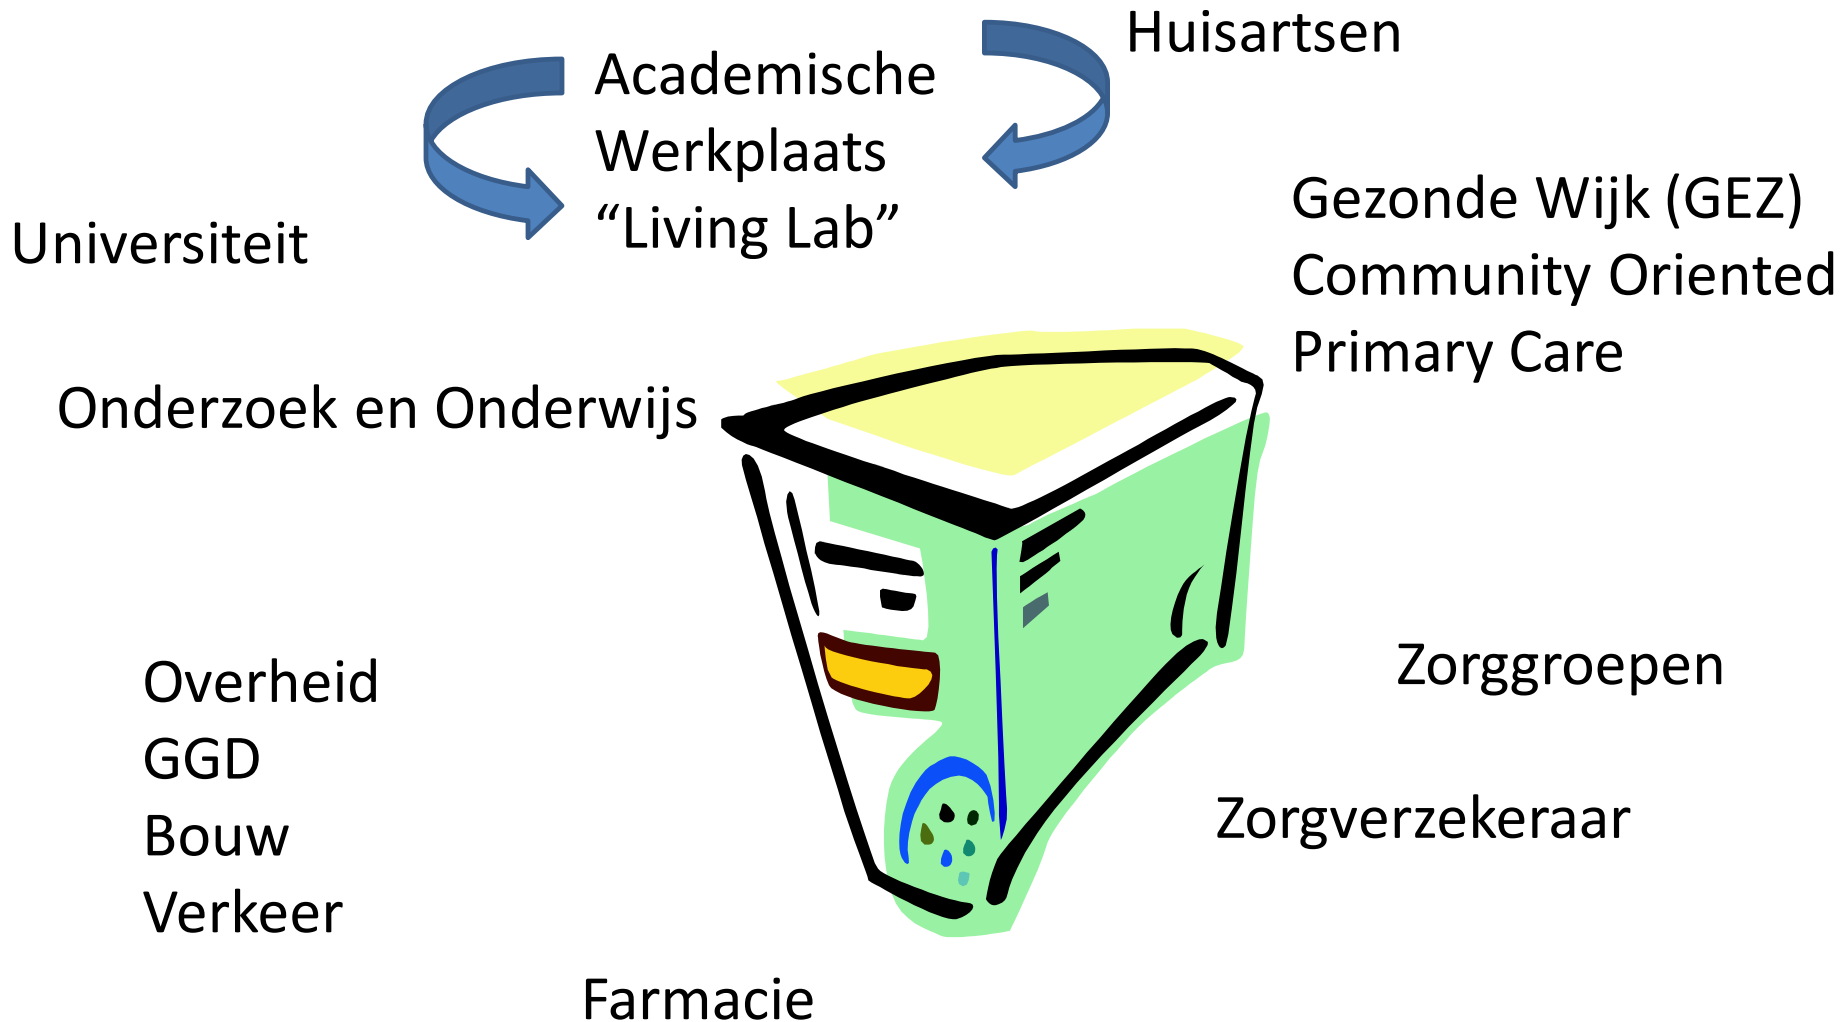 Huisartsen
Academische
Werkplaats
“Living Lab”
Universiteit
Gezonde Wijk (GEZ)
Community Oriented
Primary Care
Onderzoek en Onderwijs
Overheid
GGD
Bouw
Verkeer
Zorggroepen
Zorgverzekeraar
Farmacie